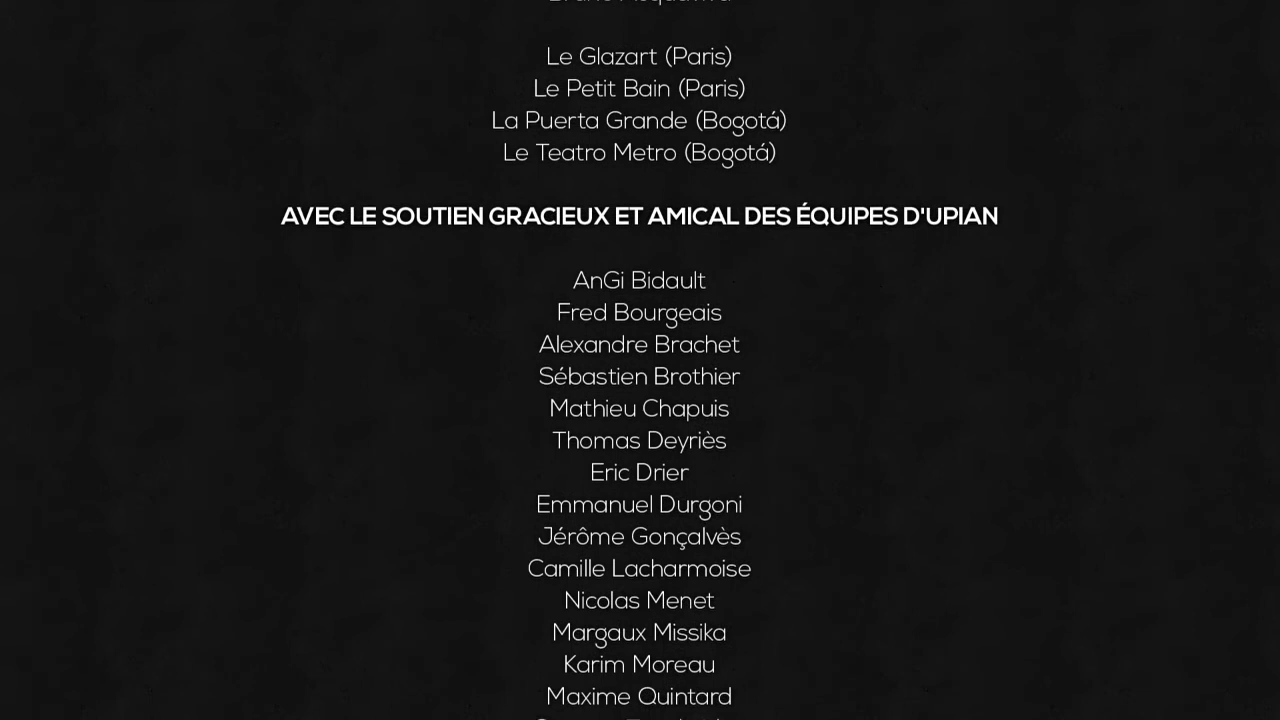 Le Glazart (Paris)
Le Petit Bain (Paris)
La Puerta Grande (Bogotá)
Le Teatro Metro (Bogotá)
AVEC LE SOUTIEN GRACIEUX ET AMICAL DES ÉQUIPES D'UPIAN
AnGi Bidault
Fred Bourgeais
Alexandre Brachet
Sébastien Brothier
Mathieu Chapuis
Thomas Deyriès
Eric Drier
Emmanuel Durgoni
Jérôme Gonçalvès
Camille Lacharmoise
Nicolas Menet
Margaux Missika
Karim Moreau
Maxime Quintard